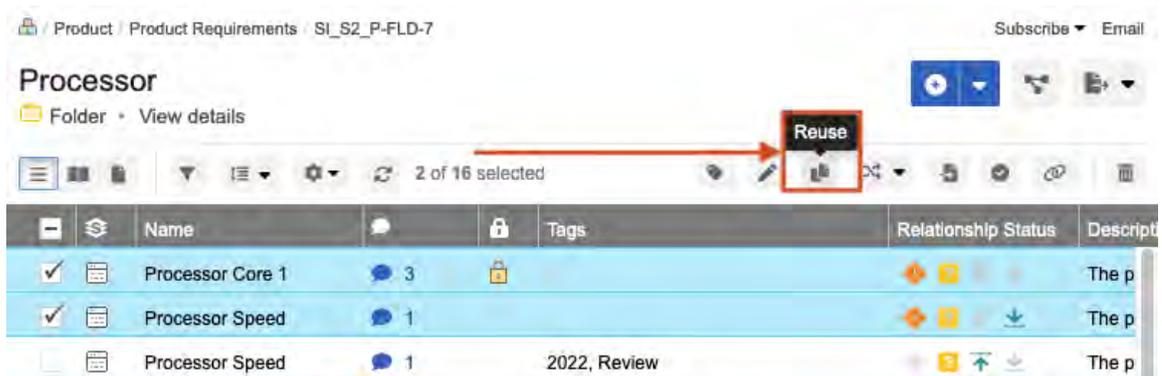 / Product / Product Requirements / SI_S2_P-FLD-7 Subscribe Email
Processor
Folder • View details
Reuse
2 of 16 selected
Name Tags Relationship Status Descripti
Processor Core 1 3 The p
Processor Speed 1 The p
Processor Speed 1 2022, Review The p